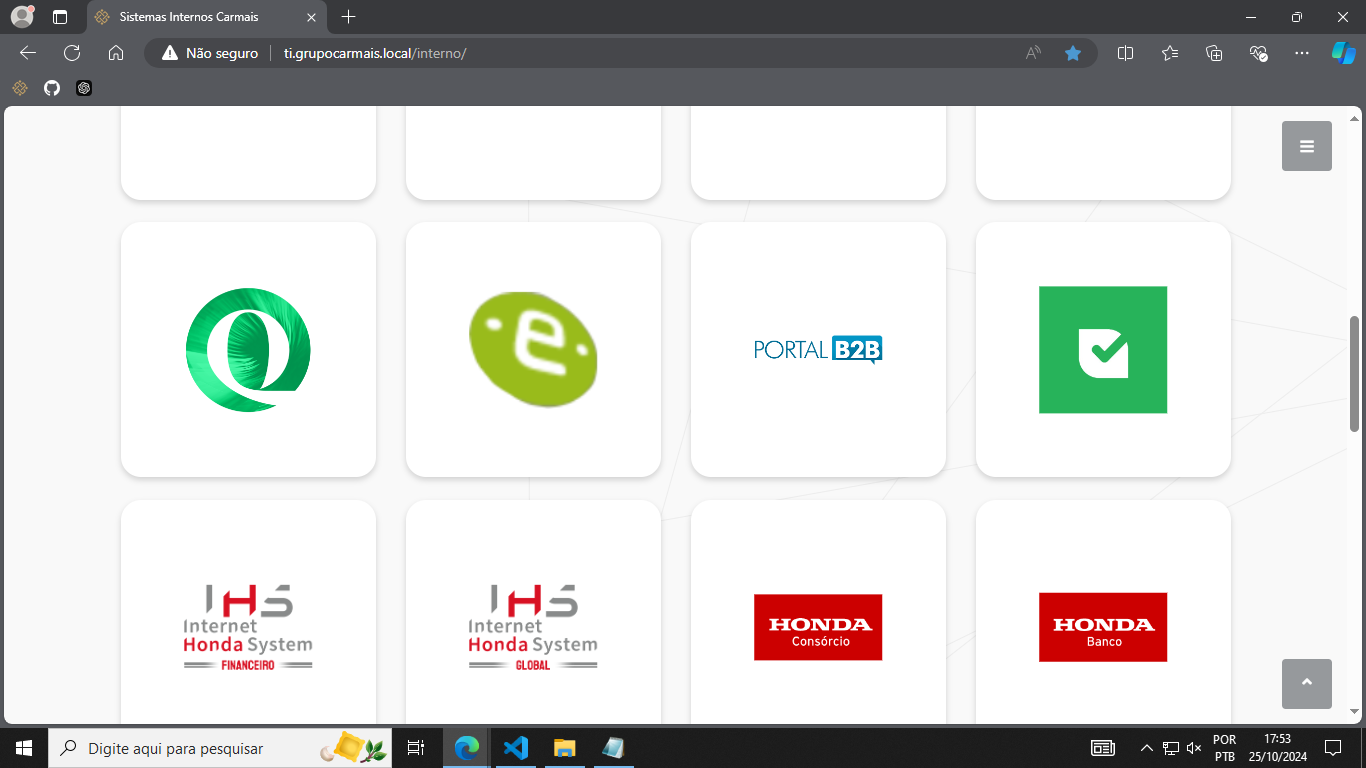 Sistemas Internos Carmais
Não seguro
ti.grupocarmais.local/interno/
e
PORTAL B2B
IHS
Internet
Honda System
FINANCEIRO
IHS
Internet
Honda System
GLOBAL
HONDA
Consórcio
HONDA
Banco
Digite aqui para pesquisar
POR
PTB
17:53
25/10/2024